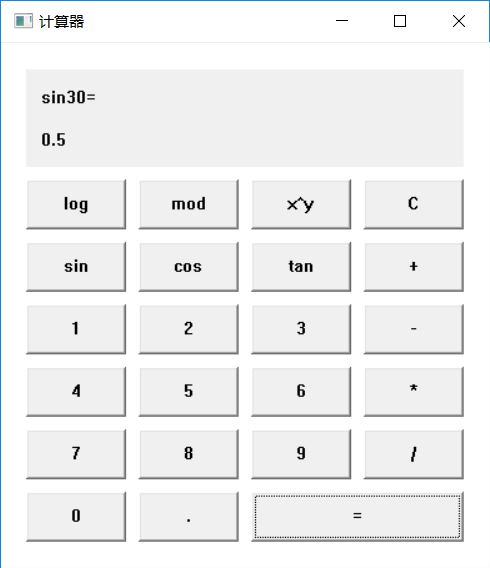 计算器
sin30=
0.5
log mod x^y C
sin cos tan +
1 2 3 -
4 5 6 *
7 8 9 /
0 . =